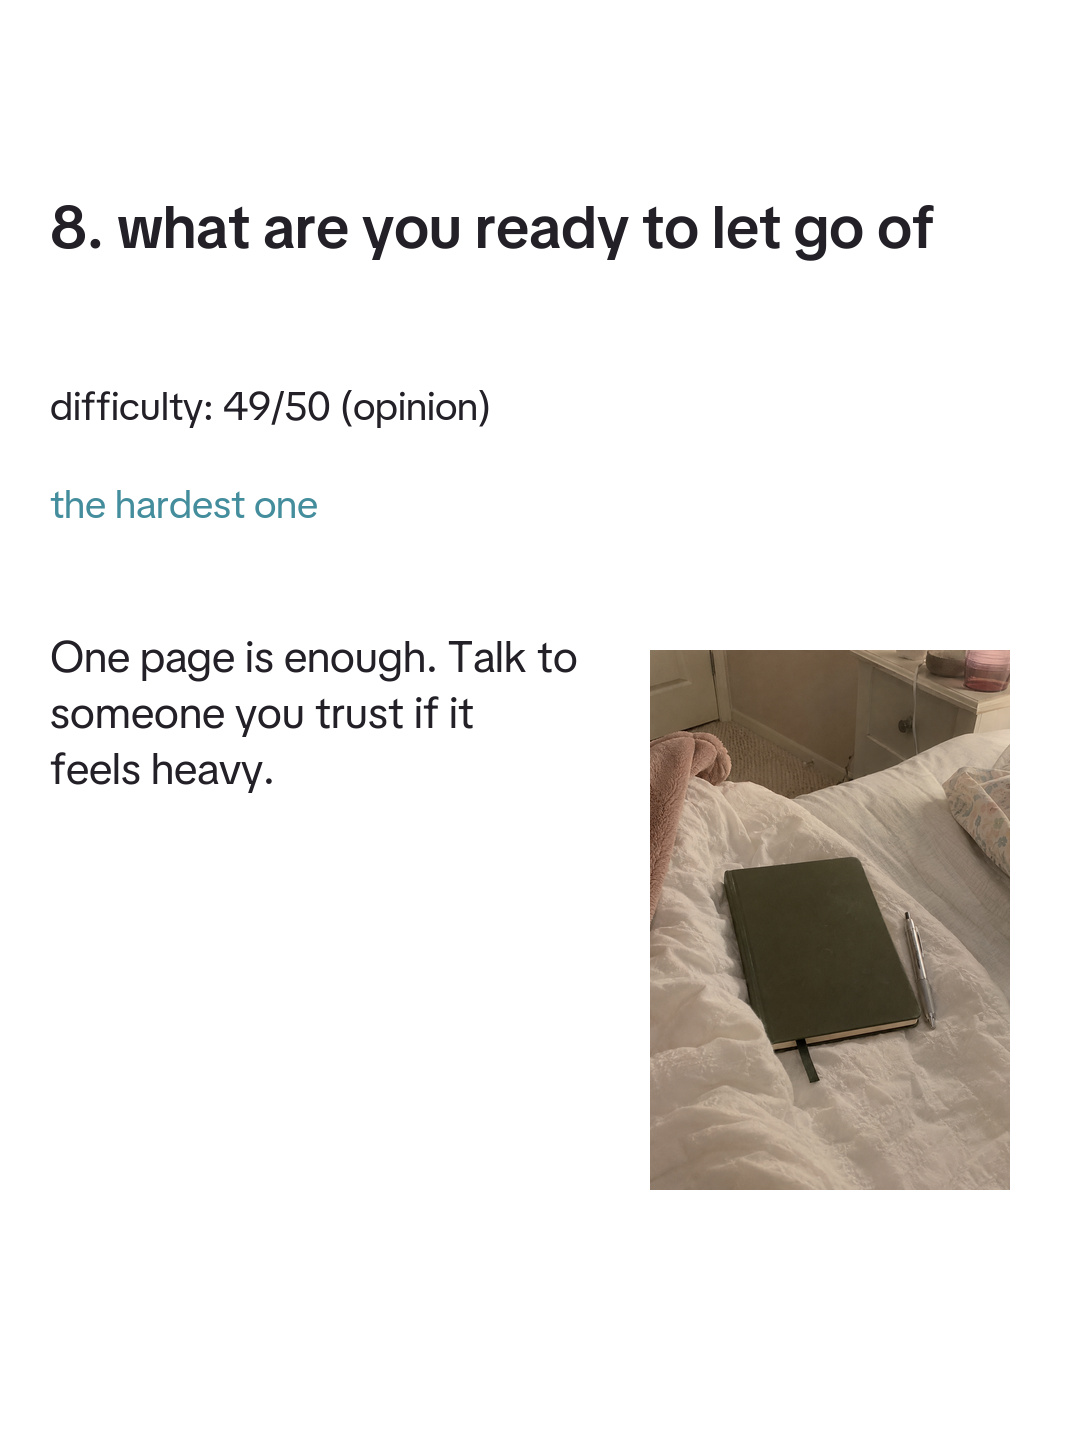 8. what are you ready to let go of
difficulty: 49/50 (opinion)
the hardest one
One page is enough. Talk to
someone you trust if it
feels heavy.